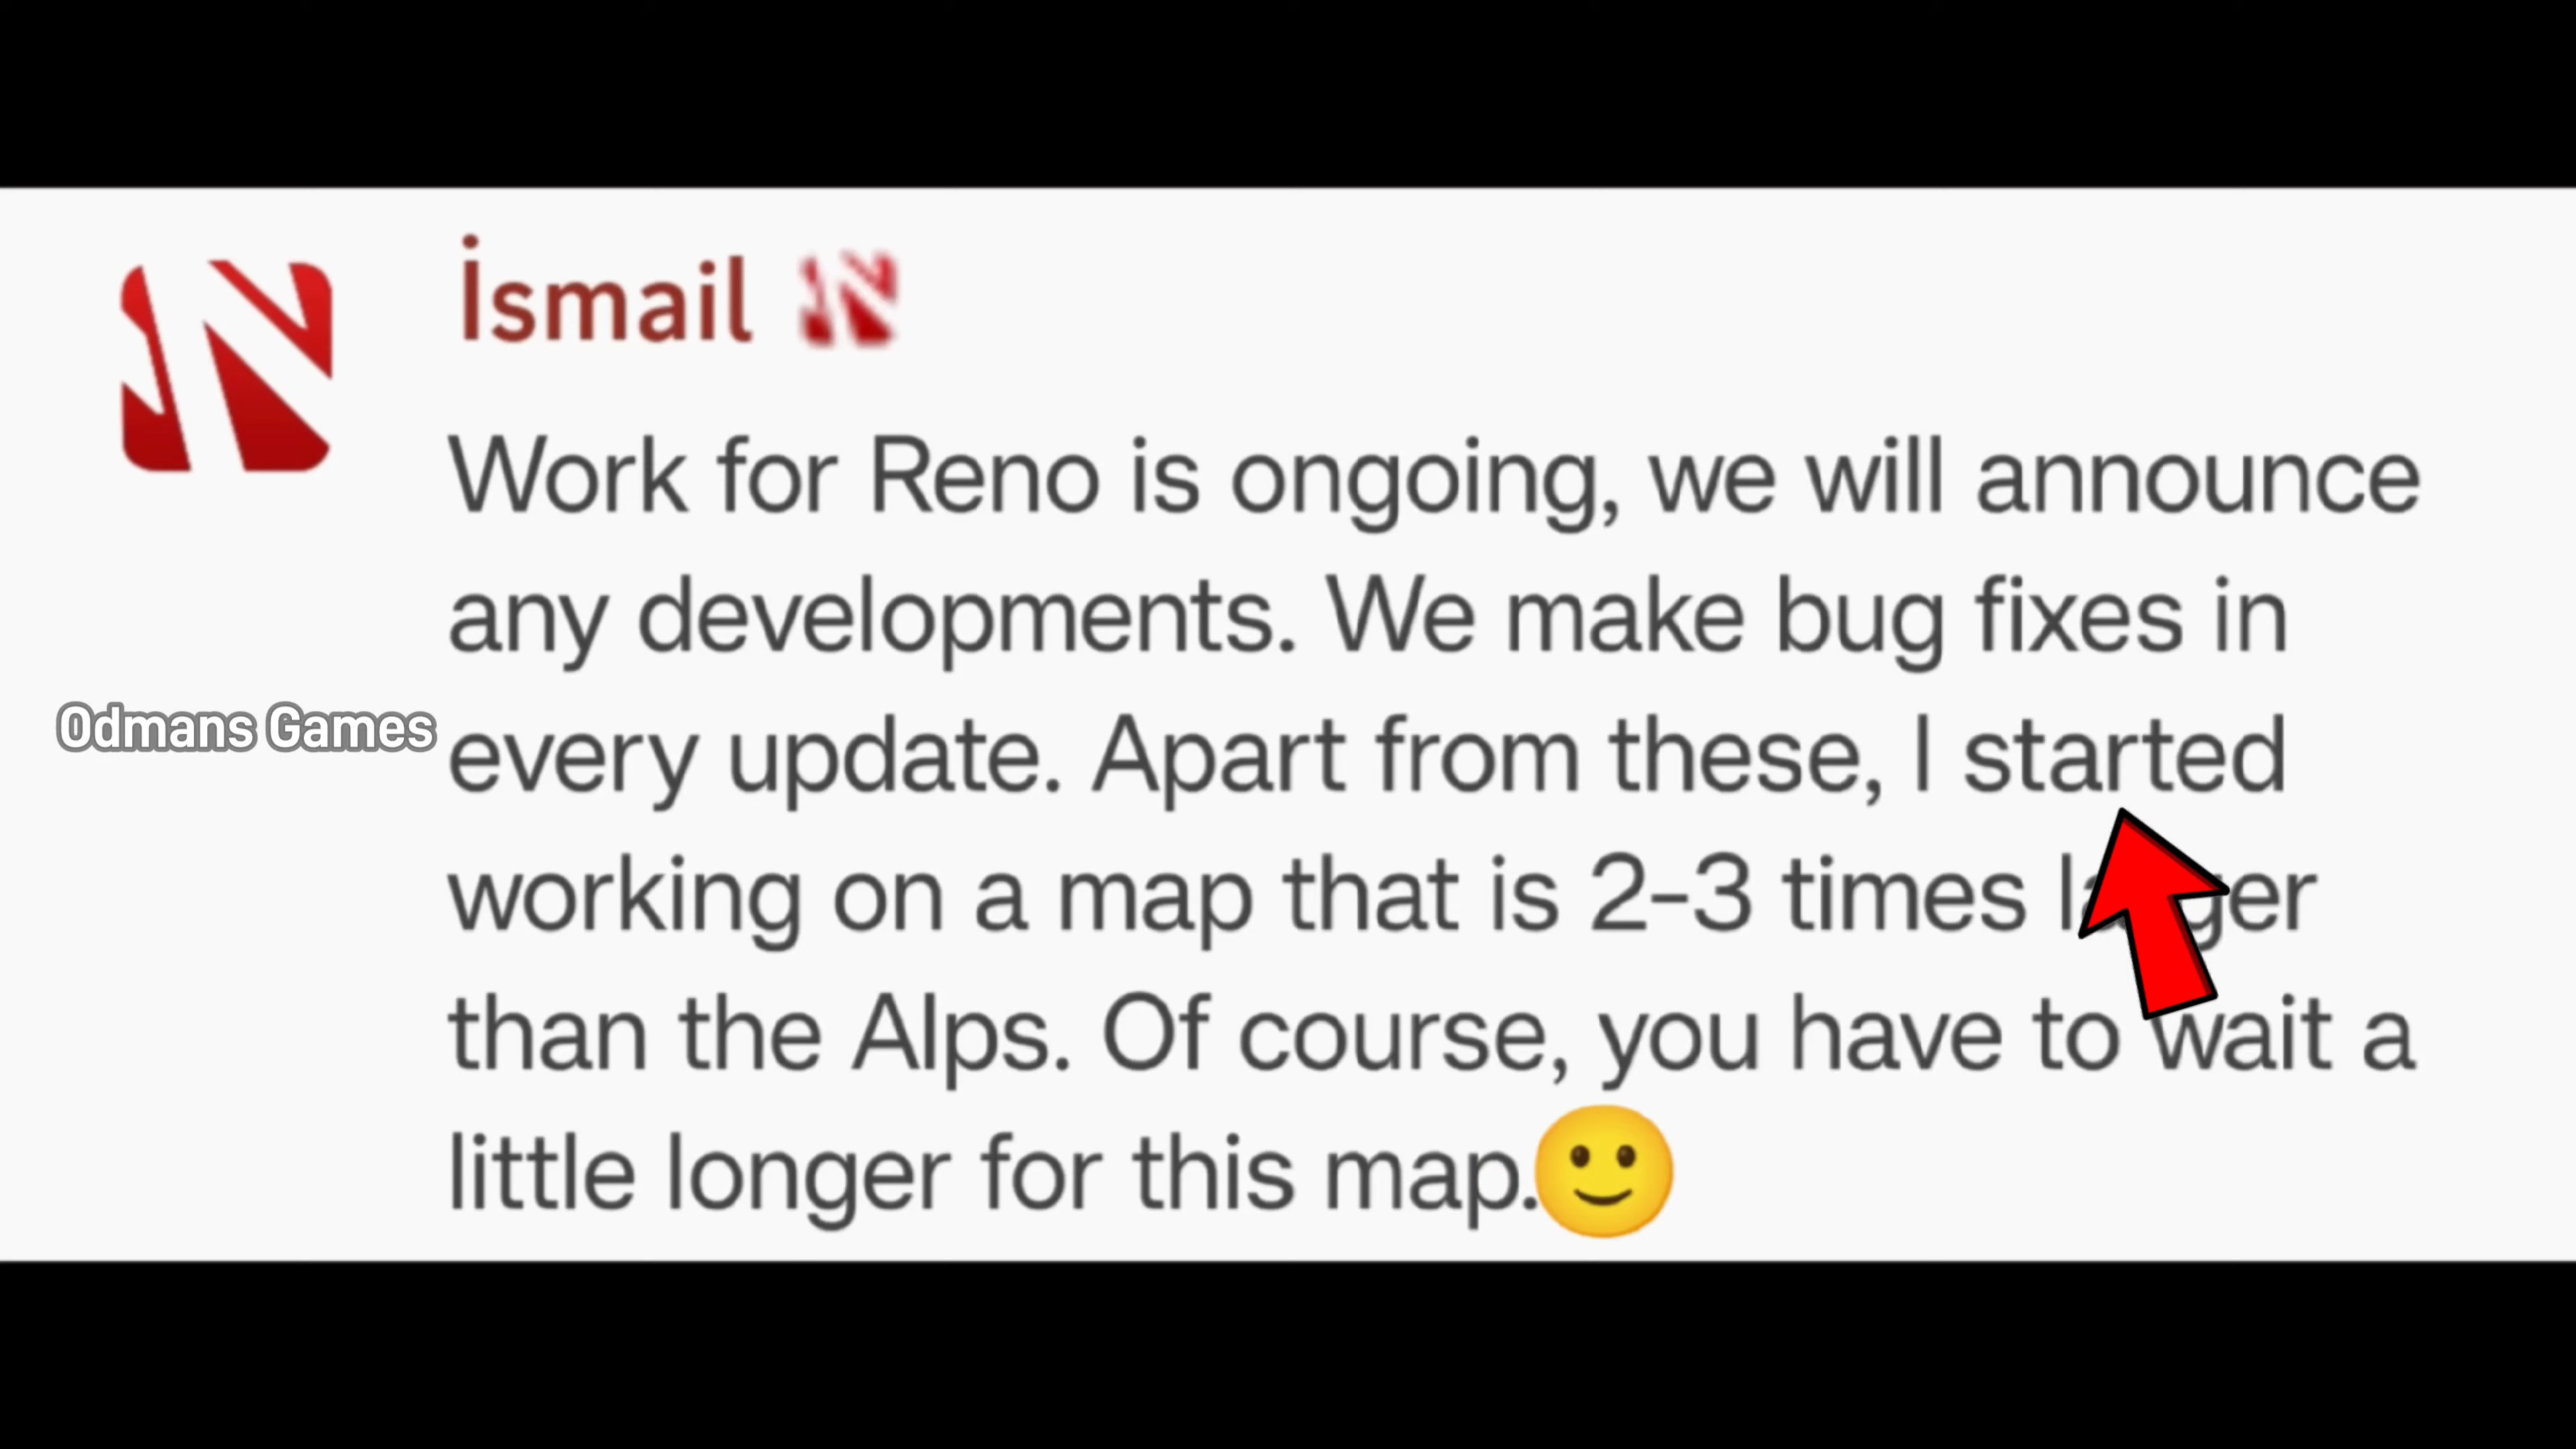 İsmail
Work for Reno is ongoing, we will announce
any developments. We make bug fixes in
Odmans Games
every update. Apart from these, I started
working on a map that is 2-3 times larger
than the Alps. Of course, you have to wait a
little longer for this map.🙂